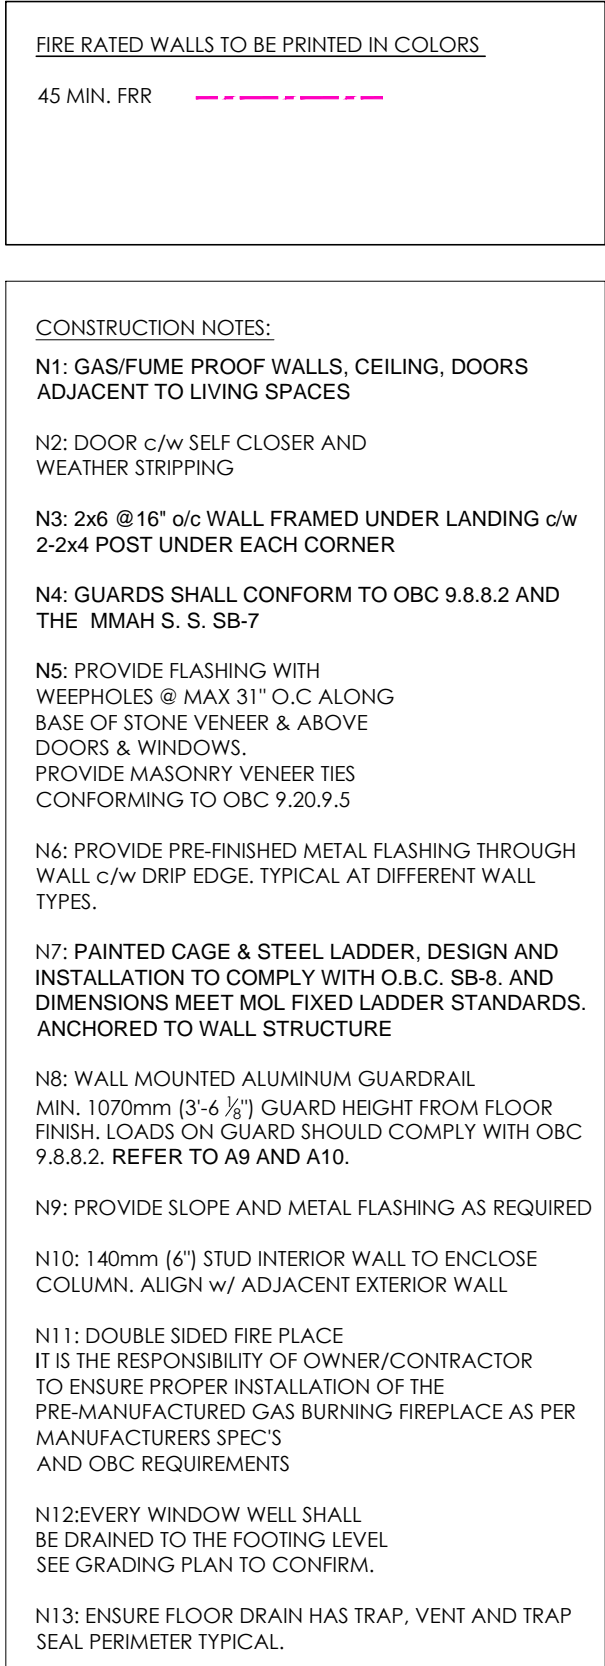 FIRE RATED WALLS TO BE PRINTED IN COLORS
45 MIN. FRR
CONSTRUCTION NOTES:
N1: GAS/FUME PROOF WALLS, CEILING, DOORS
ADJACENT TO LIVING SPACES
N2: DOOR c/w SELF CLOSER AND
WEATHER STRIPPING
N3: 2x6 @16" o/c WALL FRAMED UNDER LANDING c/w
2-2x4 POST UNDER EACH CORNER
N4: GUARDS SHALL CONFORM TO OBC 9.8.8.2 AND
THE MMAH S. S. SB-7
N5: PROVIDE FLASHING WITH
WEEPHOLES @ MAX 31" O.C ALONG
BASE OF STONE VENEER & ABOVE
DOORS & WINDOWS.
PROVIDE MASONRY VENEER TIES
CONFORMING TO OBC 9.20.9.5
N6: PROVIDE PRE-FINISHED METAL FLASHING THROUGH
WALL c/w DRIP EDGE. TYPICAL AT DIFFERENT WALL
TYPES.
N7: PAINTED CAGE & STEEL LADDER, DESIGN AND
INSTALLATION TO COMPLY WITH O.B.C. SB-8. AND
DIMENSIONS MEET MOL FIXED LADDER STANDARDS.
ANCHORED TO WALL STRUCTURE
N8: WALL MOUNTED ALUMINUM GUARDRAIL
MIN. 1070mm (3'-6 ⅛") GUARD HEIGHT FROM FLOOR
FINISH. LOADS ON GUARD SHOULD COMPLY WITH OBC
9.8.8.2. REFER TO A9 AND A10.
N9: PROVIDE SLOPE AND METAL FLASHING AS REQUIRED
N10: 140mm (6") STUD INTERIOR WALL TO ENCLOSE
COLUMN. ALIGN w/ ADJACENT EXTERIOR WALL
N11: DOUBLE SIDED FIRE PLACE
IT IS THE RESPONSIBILITY OF OWNER/CONTRACTOR
TO ENSURE PROPER INSTALLATION OF THE
PRE-MANUFACTURED GAS BURNING FIREPLACE AS PER
MANUFACTURERS SPEC'S
AND OBC REQUIREMENTS
N12:EVERY WINDOW WELL SHALL
BE DRAINED TO THE FOOTING LEVEL
SEE GRADING PLAN TO CONFIRM.
N13: ENSURE FLOOR DRAIN HAS TRAP, VENT AND TRAP
SEAL PERIMETER TYPICAL.